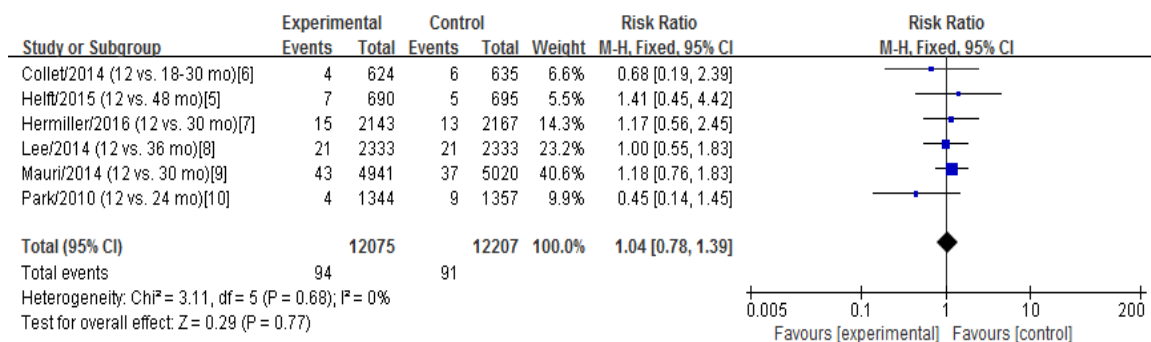 Experimental Control Risk Ratio Risk Ratio
Study or Subgroup Events Total Events Total Weight M-H, Fixed, 95% CI M-H, Fixed, 95% CI
Collet/2014 (12 vs. 18-30 mo)[6] 4 624 6 635 6.6% 0.68 [0.19, 2.39]
Helft/2015 (12 vs. 48 mo)[5] 7 690 5 695 5.5% 1.41 [0.45, 4.42]
Hermiller/2016 (12 vs. 30 mo)[7] 15 2143 13 2167 14.3% 1.17 [0.56, 2.45]
Lee/2014 (12 vs. 36 mo)[8] 21 2333 21 2333 23.2% 1.00 [0.55, 1.83]
Mauri/2014 (12 vs. 30 mo)[9] 43 4941 37 5020 40.6% 1.18 [0.76, 1.83]
Park/2010 (12 vs. 24 mo)[10] 4 1344 9 1357 9.9% 0.45 [0.14, 1.45]
Total (95% CI) 12075 12207 100.0% 1.04 [0.78, 1.39]
Total events 94 91
Heterogeneity: Chi² = 3.11, df = 5 (P = 0.68); I² = 0%
Test for overall effect: Z = 0.29 (P = 0.77)
0.005 0.1 1 10 200
Favours [experimental] Favours [control]